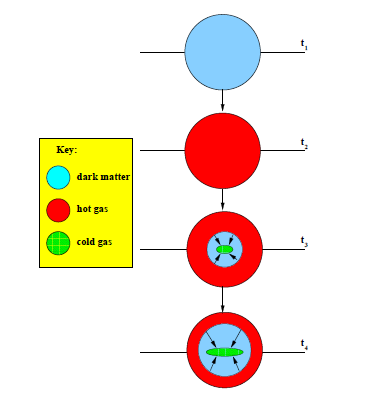 t1
t2
Key:
dark matter
hot gas
cold gas
t3
t4